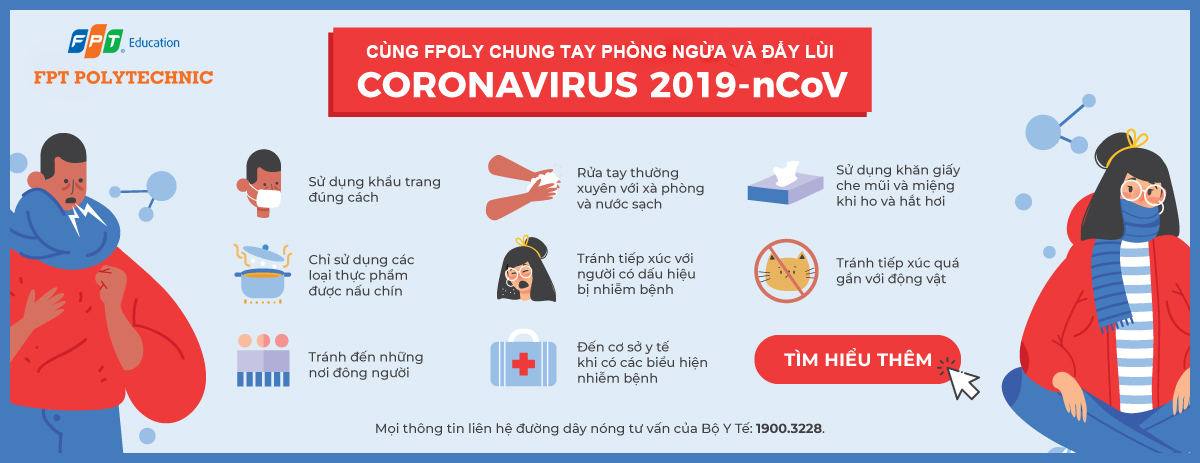 FPT Education
FPT POLYTECHNIC
CÙNG FPOLY CHUNG TAY PHÒNG NGỪA VÀ ĐẨY LÙI
CORONAVIRUS 2019-nCoV
Sử dụng khẩu trang
đúng cách
Rửa tay thường
xuyên với xà phòng
và nước sạch
Sử dụng khăn giấy
che mũi và miệng
khi ho và hắt hơi
Chỉ sử dụng các
loại thực phẩm
được nấu chín
Tránh tiếp xúc với
người có dấu hiệu
bị nhiễm bệnh
Tránh tiếp xúc quá
gần với động vật
Tránh đến những
nơi đông người
Đến cơ sở y tế
khi có các biểu hiện
nhiễm bệnh
TÌM HIỂU THÊM
Mọi thông tin liên hệ đường dây nóng tư vấn của Bộ Y Tế: 1900.3228.